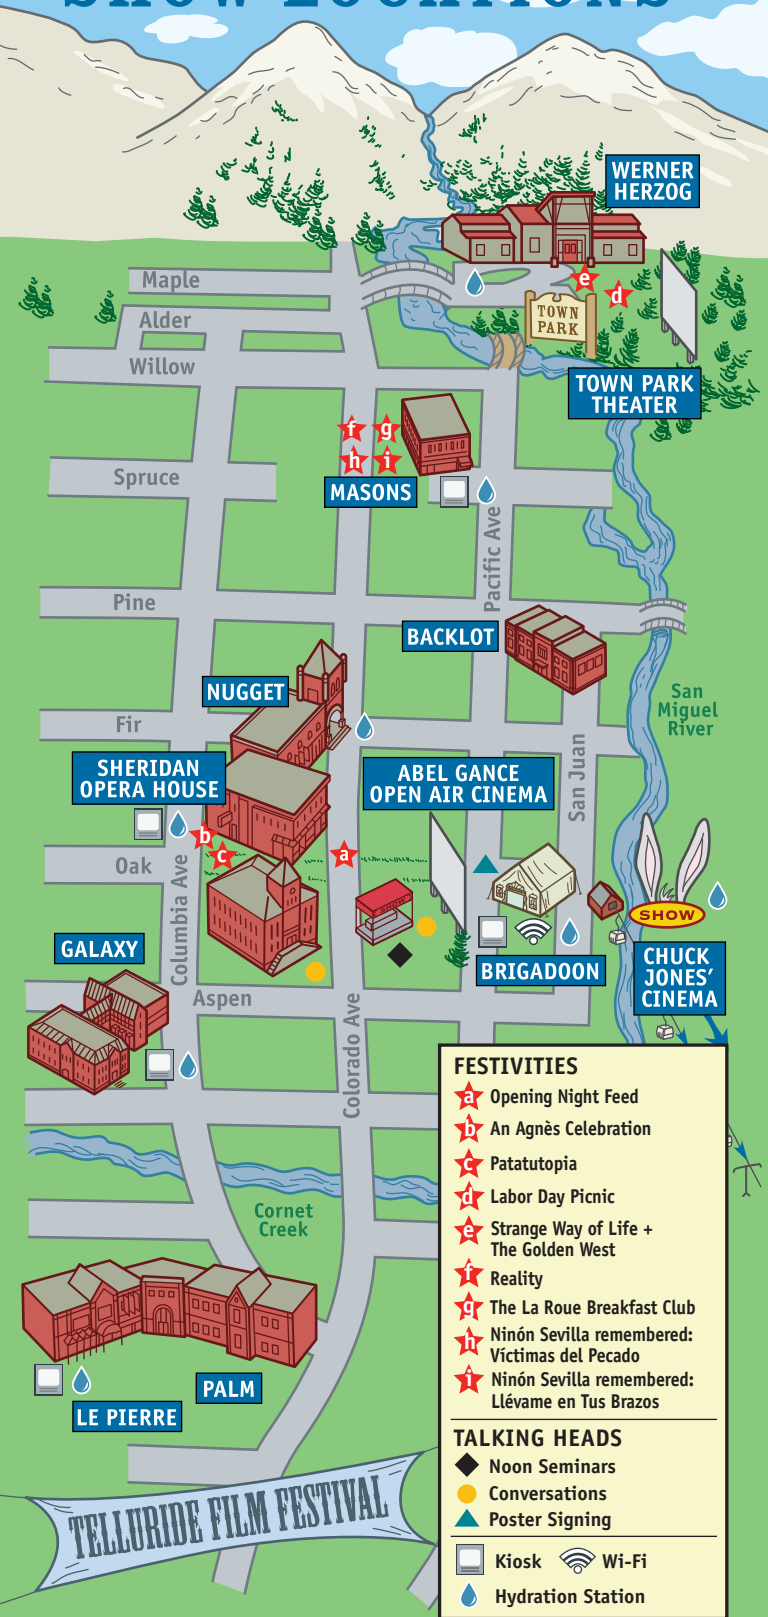 SHOW LOCATIONS
WERNER
HERZOG
Maple
e
d
TOWN
PARK
Alder
Willow
TOWN PARK
THEATER
f
g
h
i
Spruce
MASONS
Pacific Ave
Pine
BACKLOT
NUGGET
San
Miguel
River
Fir
San Juan
SHERIDAN
OPERA HOUSE
ABEL GANCE
OPEN AIR CINEMA
b
c
a
Oak
Columbia Ave
SHOW
SHOW
GALAXY
BRIGADOON
CHUCK
JONES'
CINEMA
Aspen
Colorado Ave
Cornet
Creek
PALM
LE PIERRE
TELLURIDE FILM FESTIVAL
FESTIVITIES
a Opening Night Feed
b An Agnès Celebration
c Patatutopia
d Labor Day Picnic
e Strange Way of Life +
The Golden West
f Reality
g The La Roue Breakfast Club
h Ninón Sevilla remembered:
Víctimas del Pecado
i Ninón Sevilla remembered:
Llévame en Tus Brazos
TALKING HEADS
Noon Seminars
Conversations
Poster Signing
Kiosk Wi-Fi
Hydration Station